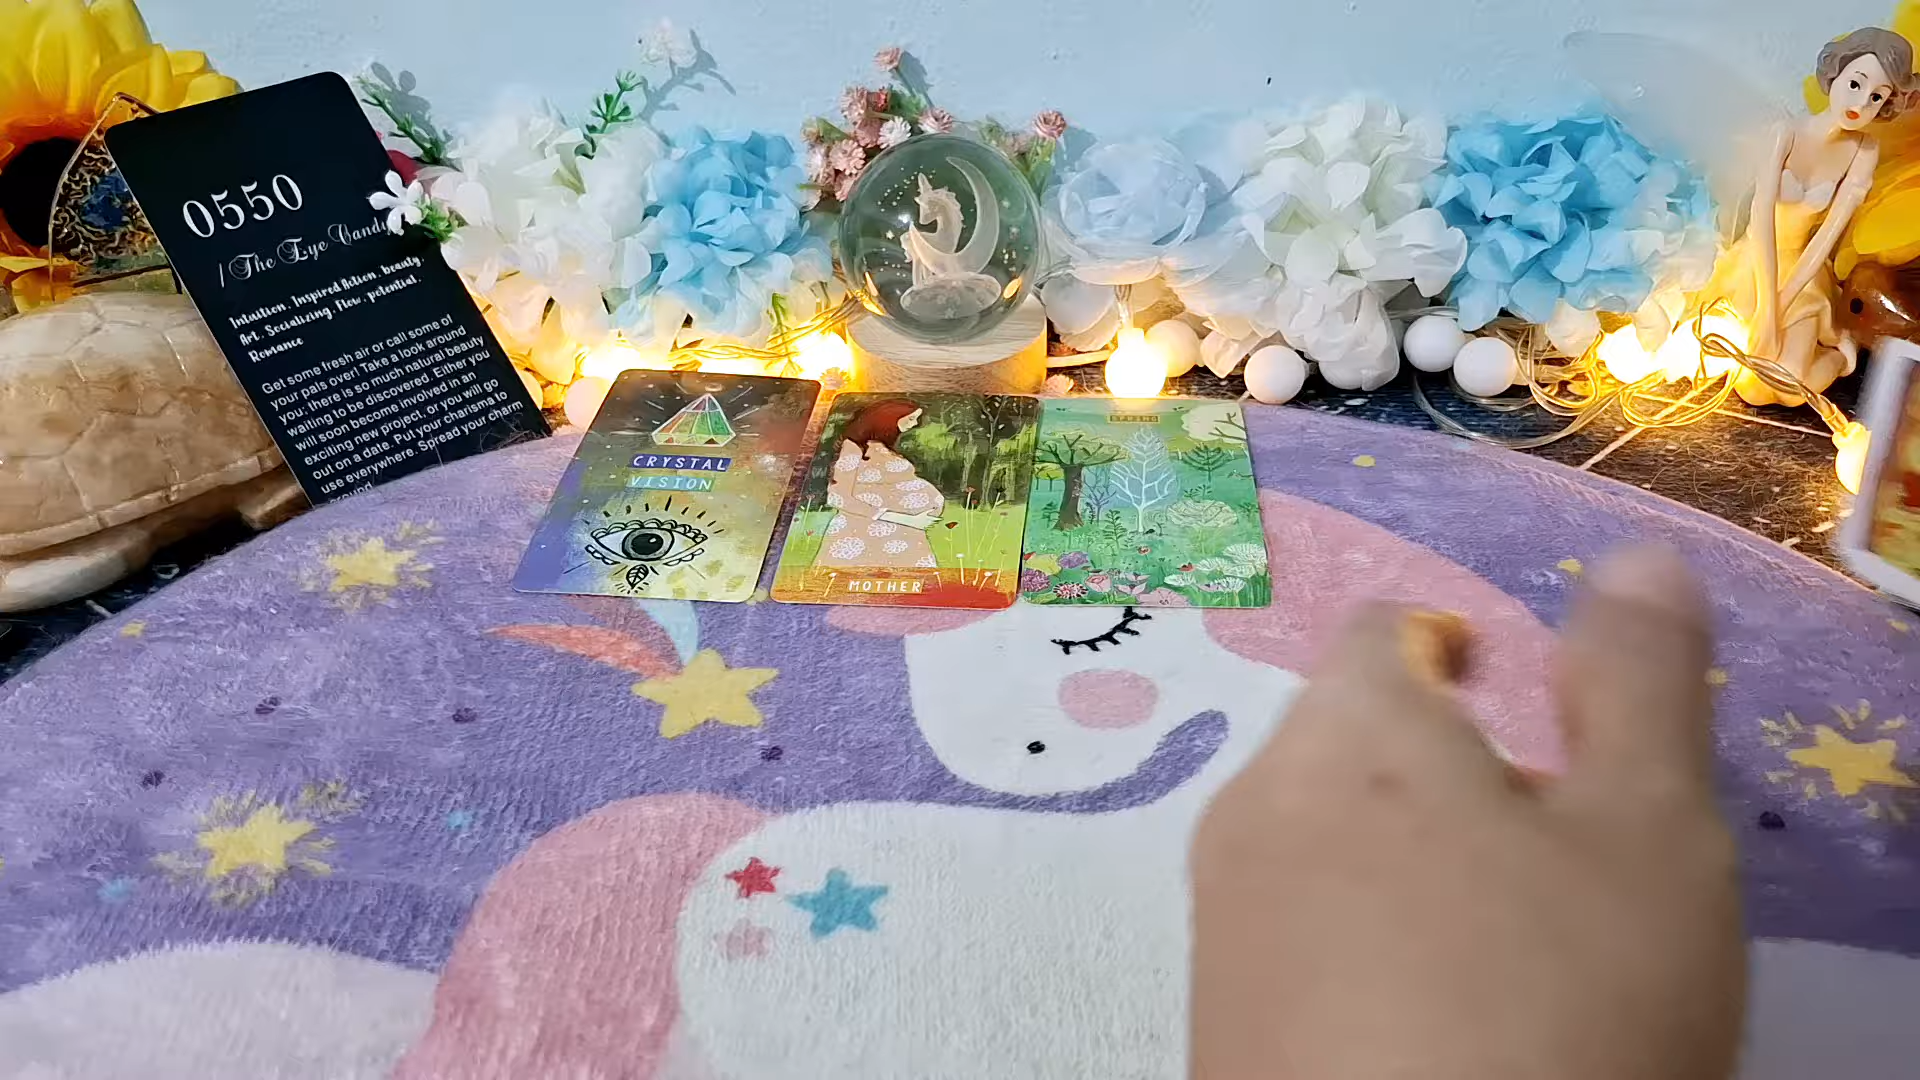 0550
/The Eye Candy
Intuition. Inspired Action. beauty.
Art. Socializing. Flow. potential.
Romance
Get some fresh air or call some of
your pals over! Take a look around
you; there is so much natural beauty
waiting to be discovered. Either you
will soon become involved in an
exciting new project, or you will go
out on a date. Put your charisma to
use everywhere. Spread your charm
around
CRYSTAL
VISION
MOTHER
SPRING